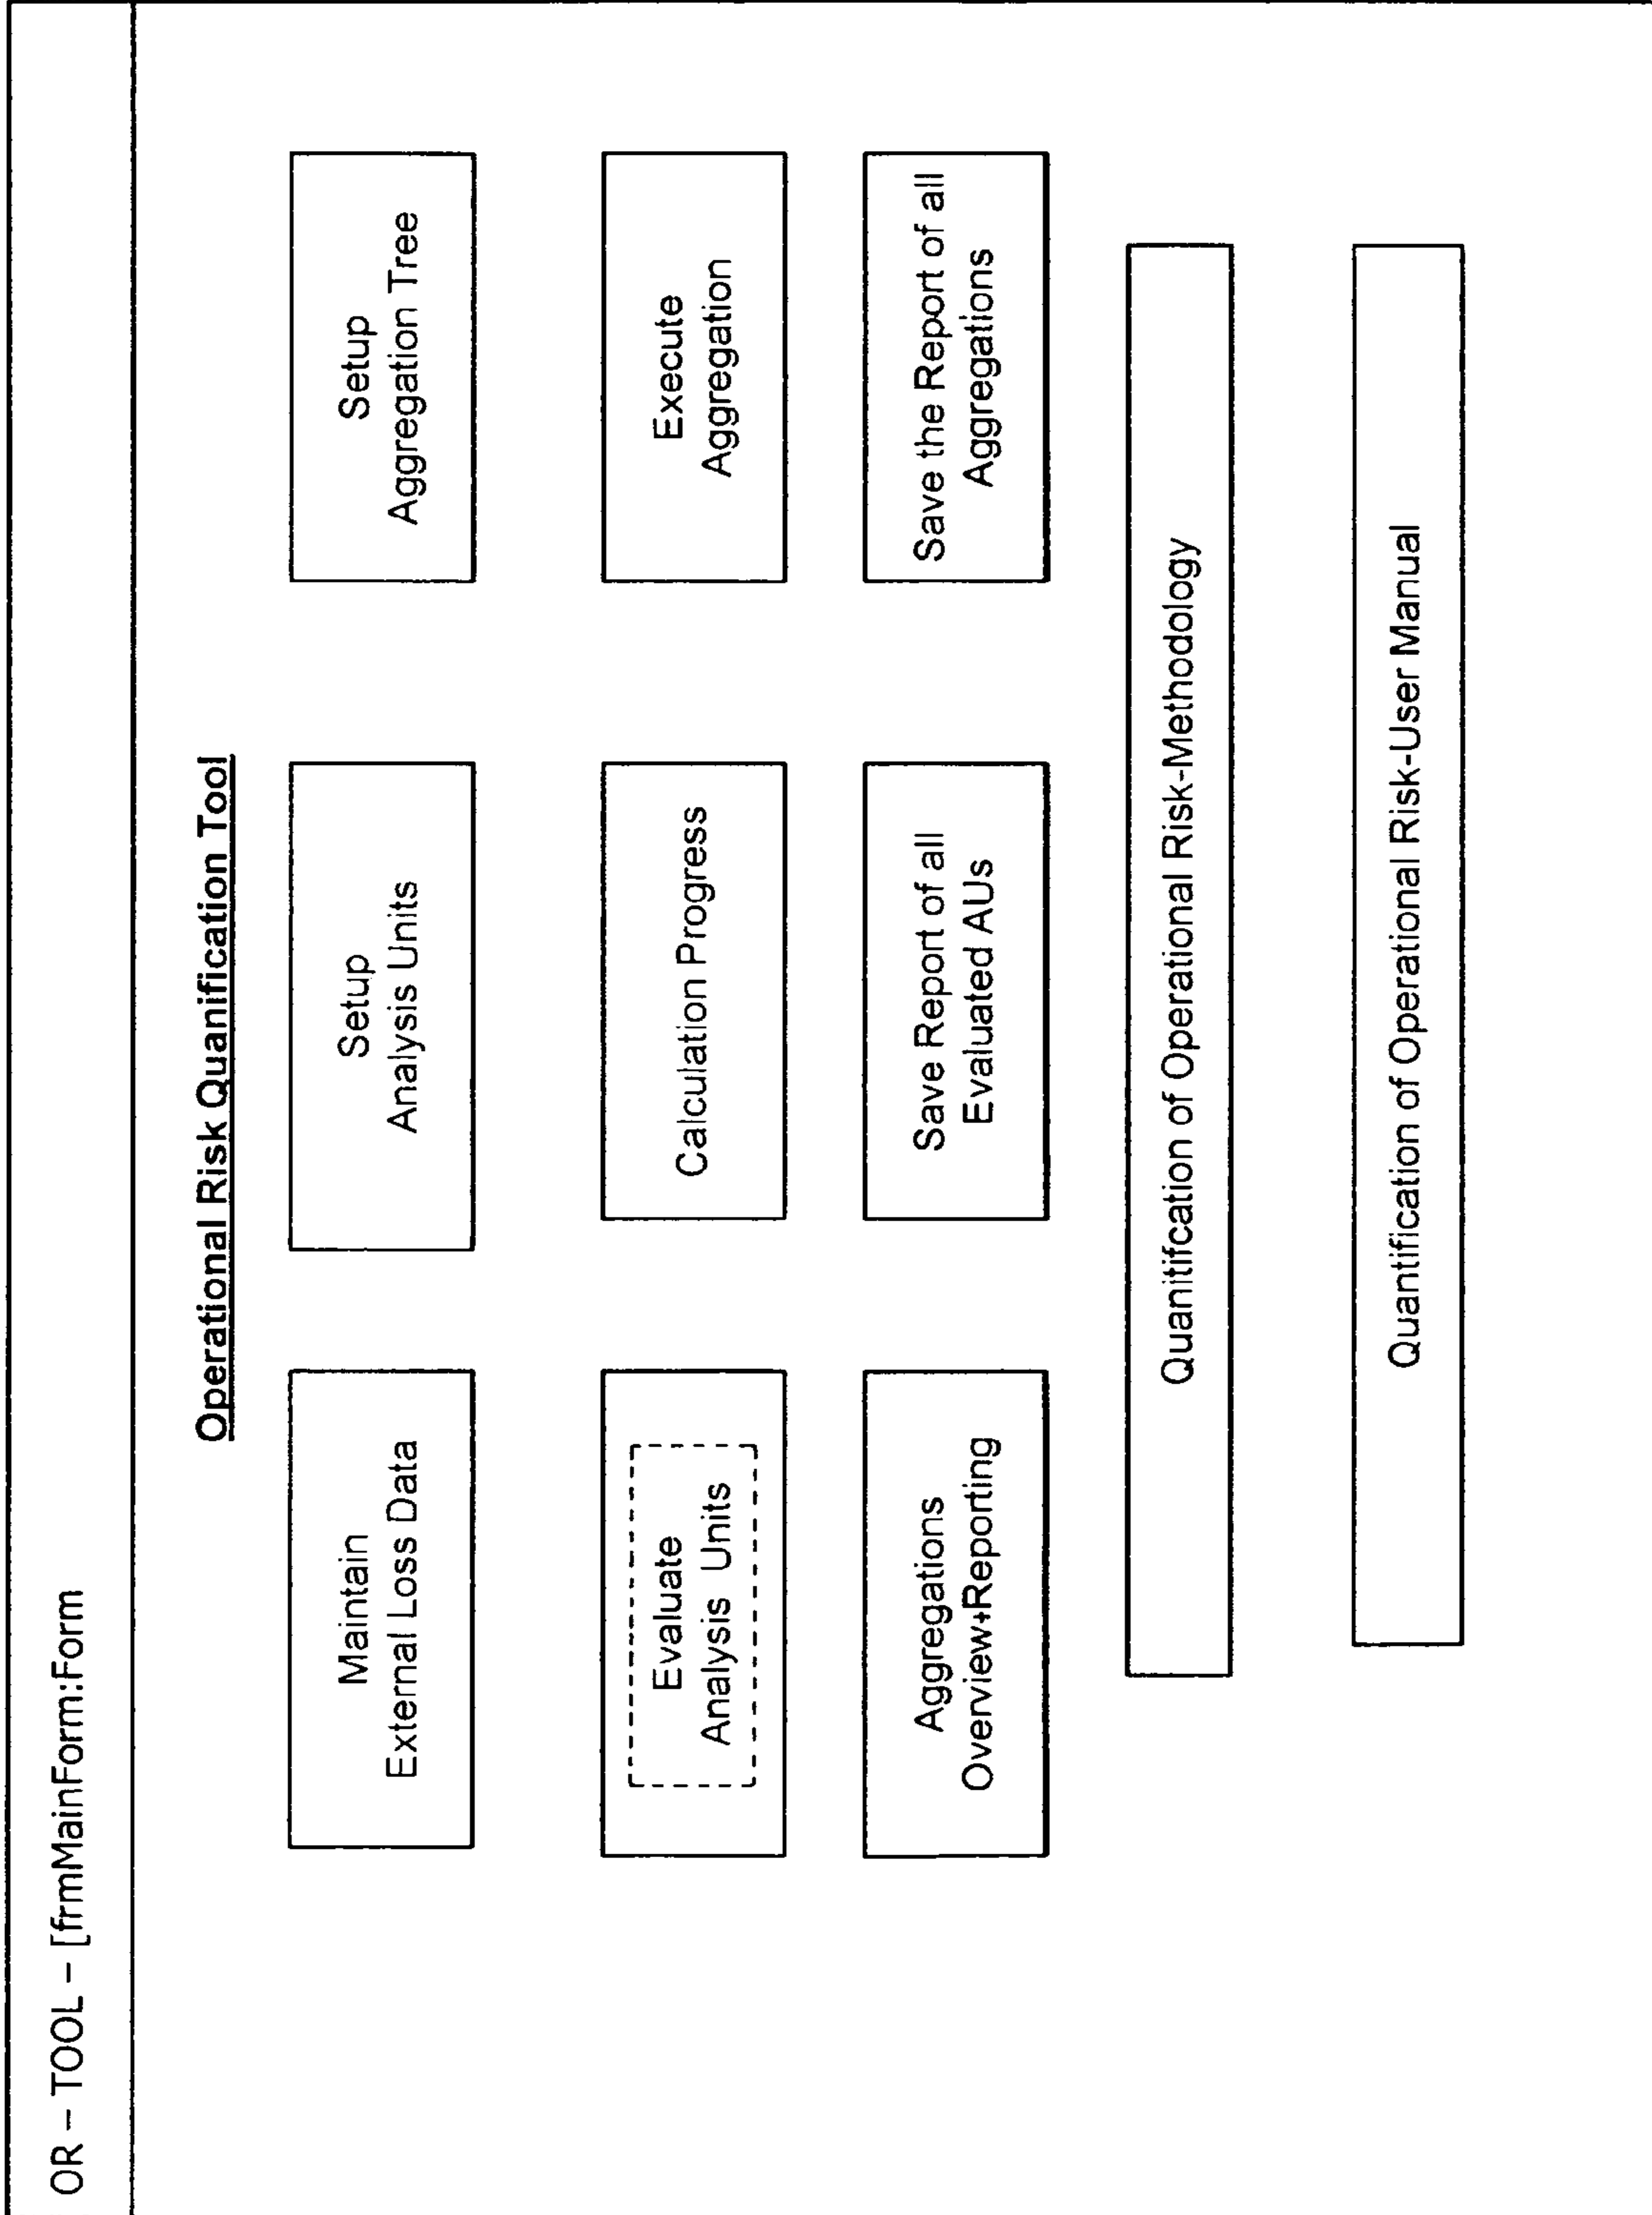 OR – TOOL – [frmMainForm:Form
Operational Risk Quanification Tool
Maintain
External Loss Data
Setup
Analysis Units
Setup
Aggregation Tree
Evaluate
Analysis Units
Calculation Progress
Execute
Aggregation
Aggregations
Overview+Reporting
Save Report of all
Evaluated AUs
Save the Report of all
Aggregations
Quanitifcation of Operational Risk-Methodology
Quantification of Operational Risk-User Manual